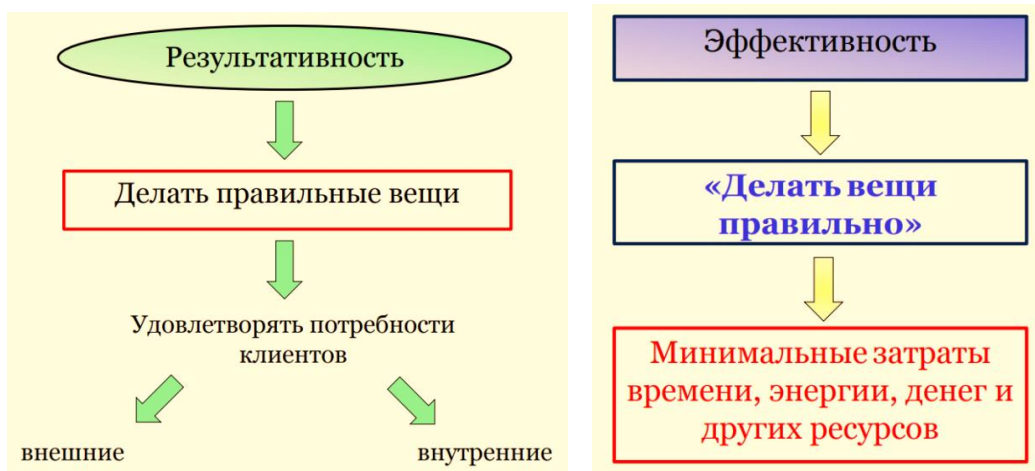 Результативность
Делать правильные вещи
Удовлетворять потребности
клиентов
внешние
внутренние
Эффективность
«Делать вещи
правильно»
Минимальные затраты
времени, энергии, денег и
других ресурсов